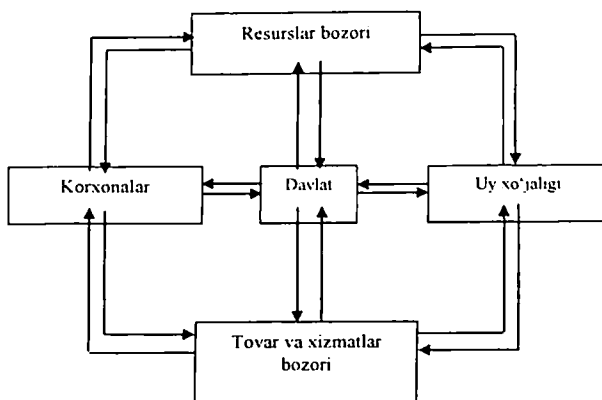 Resurslar bozori
Korxonalar
Davlat
Uy xo‘jaligi
Tovar va xizmatlar
bozori